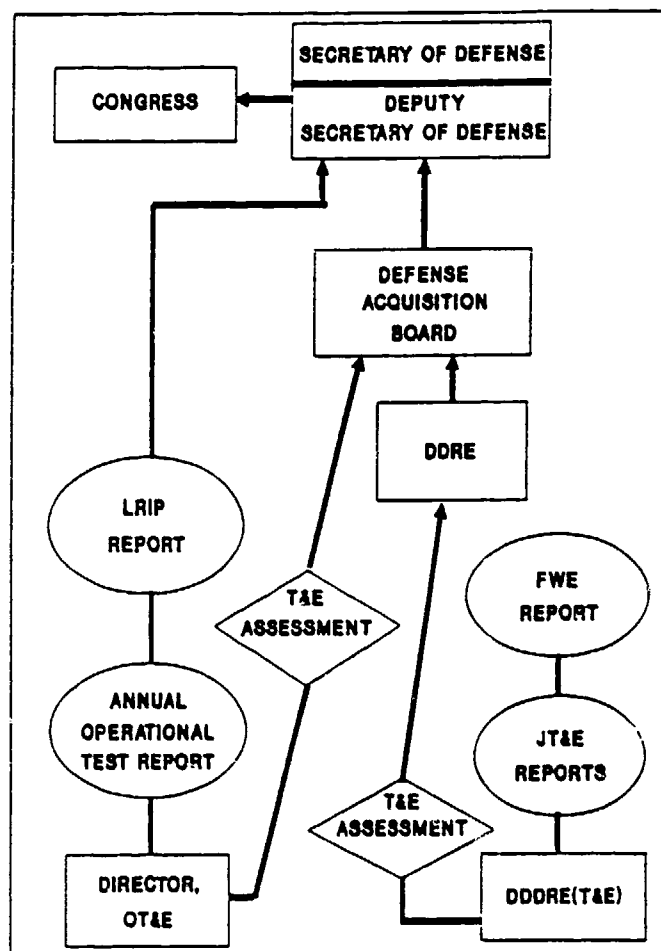 SECRETARY OF DEFENSE
CONGRESS
DEPUTY
SECRETARY OF DEFENSE
DEFENSE
ACQUISITION
BOARD
DDRE
LRIP
REPORT
T&E
ASSESSMENT
FWE
REPORT
ANNUAL
OPERATIONAL
TEST REPORT
JT&E
REPORTS
T&E
ASSESSMENT
DIRECTOR,
OT&E
DDDRE(T&E)